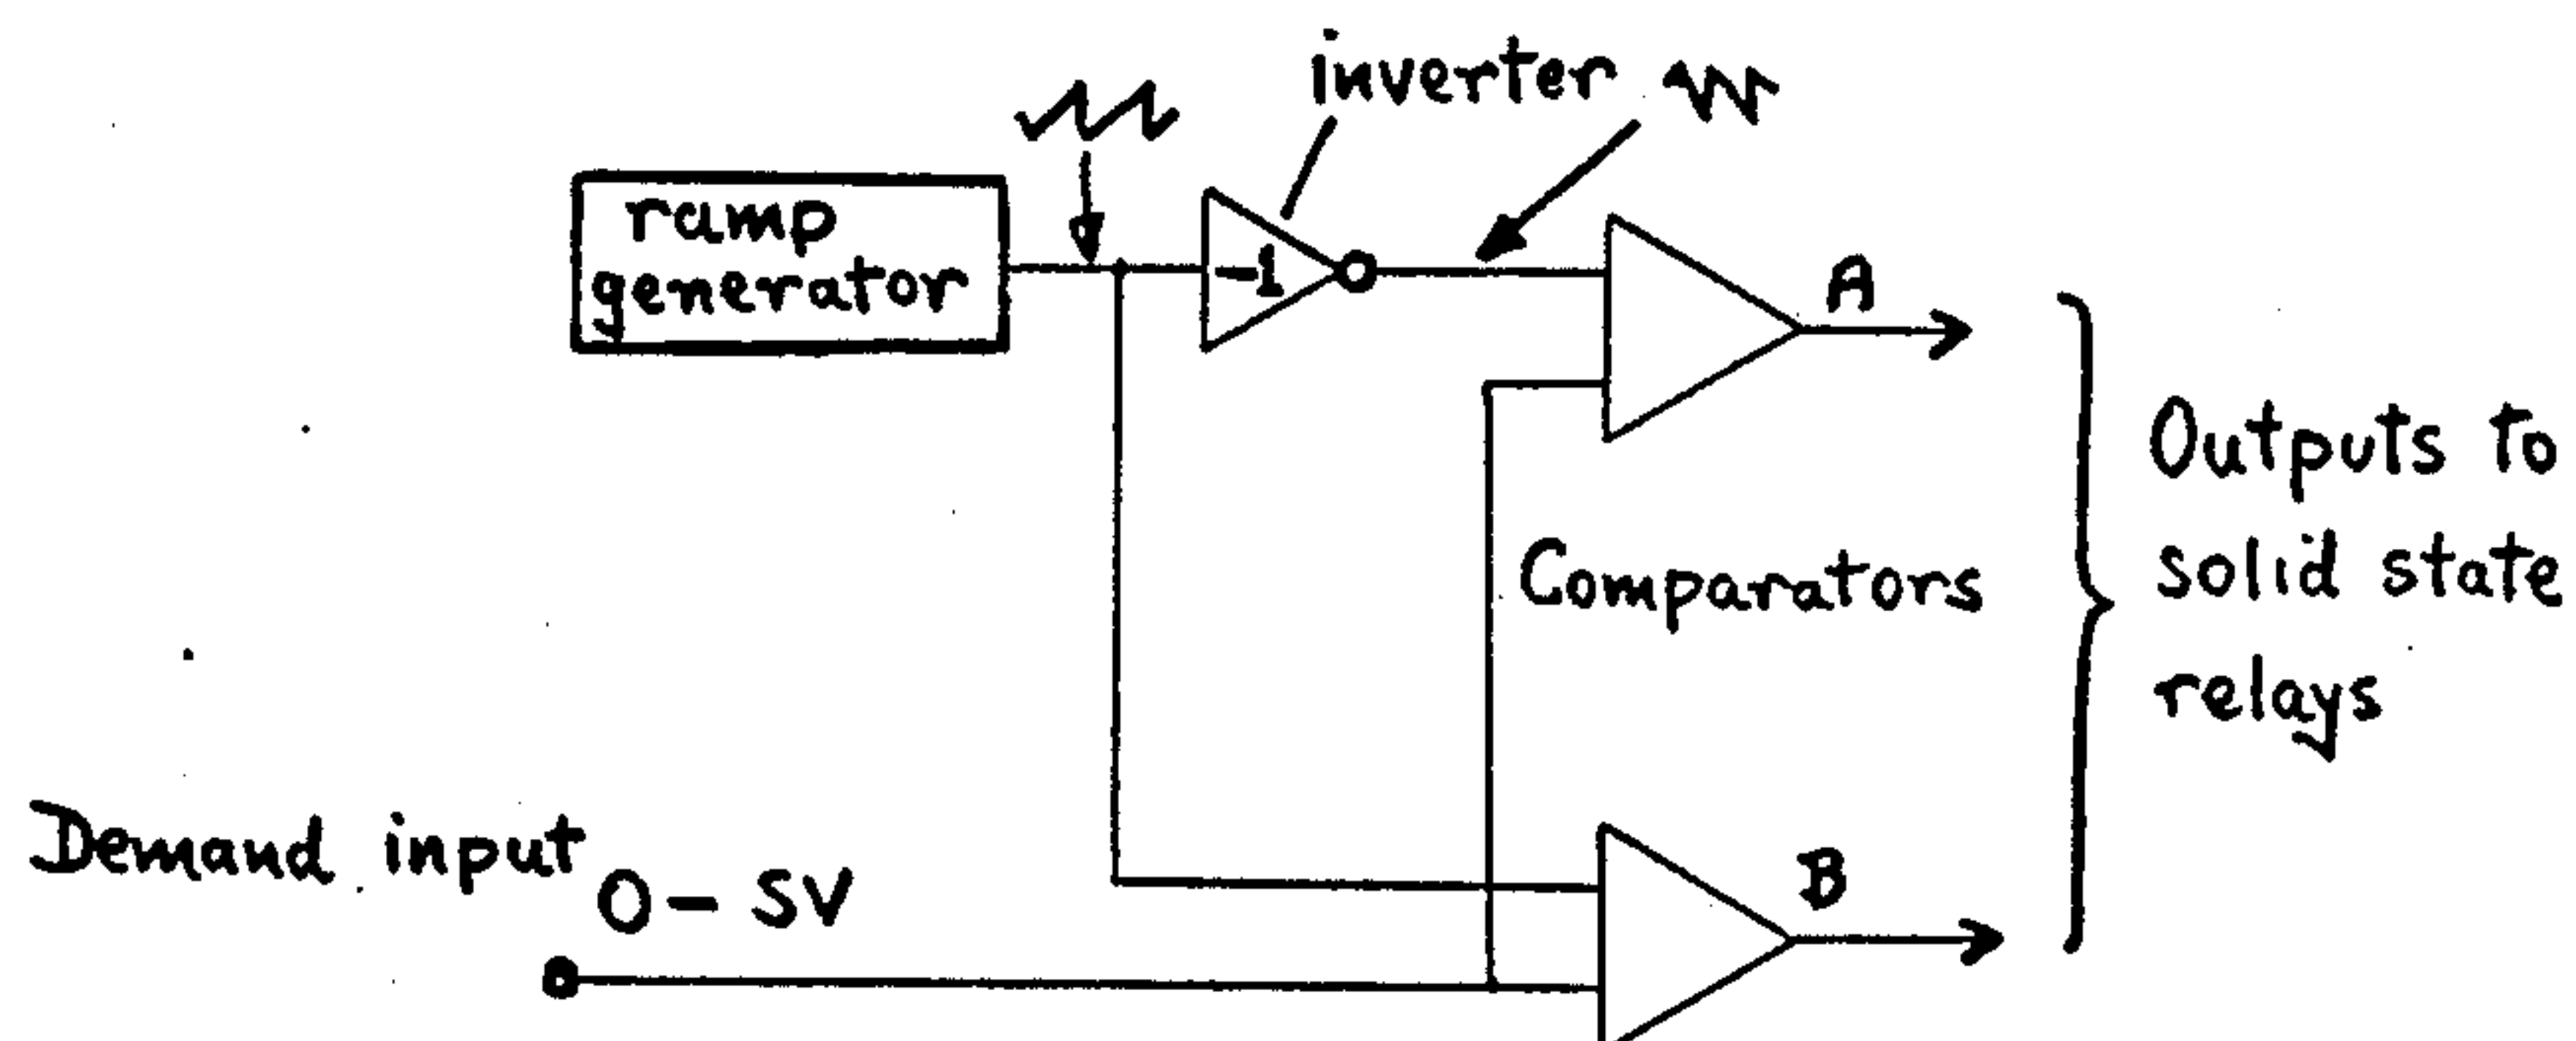 inverter
ramp
generator
-1
A
Outputs to
solid state
relays
Comparators
Demand input
0 - 5V
B